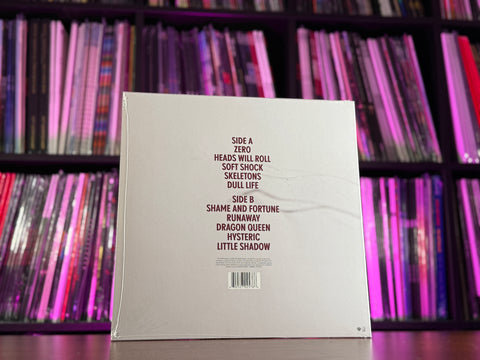 SIDE A
ZERO
HEADS WILL ROLL
SOFT SHOCK
SKELETONS
DULL LIFE
SIDE B
SHAME AND FORTUNE
RUNAWAY
DRAGON QUEEN
HYSTERIC
LITTLE SHADOW